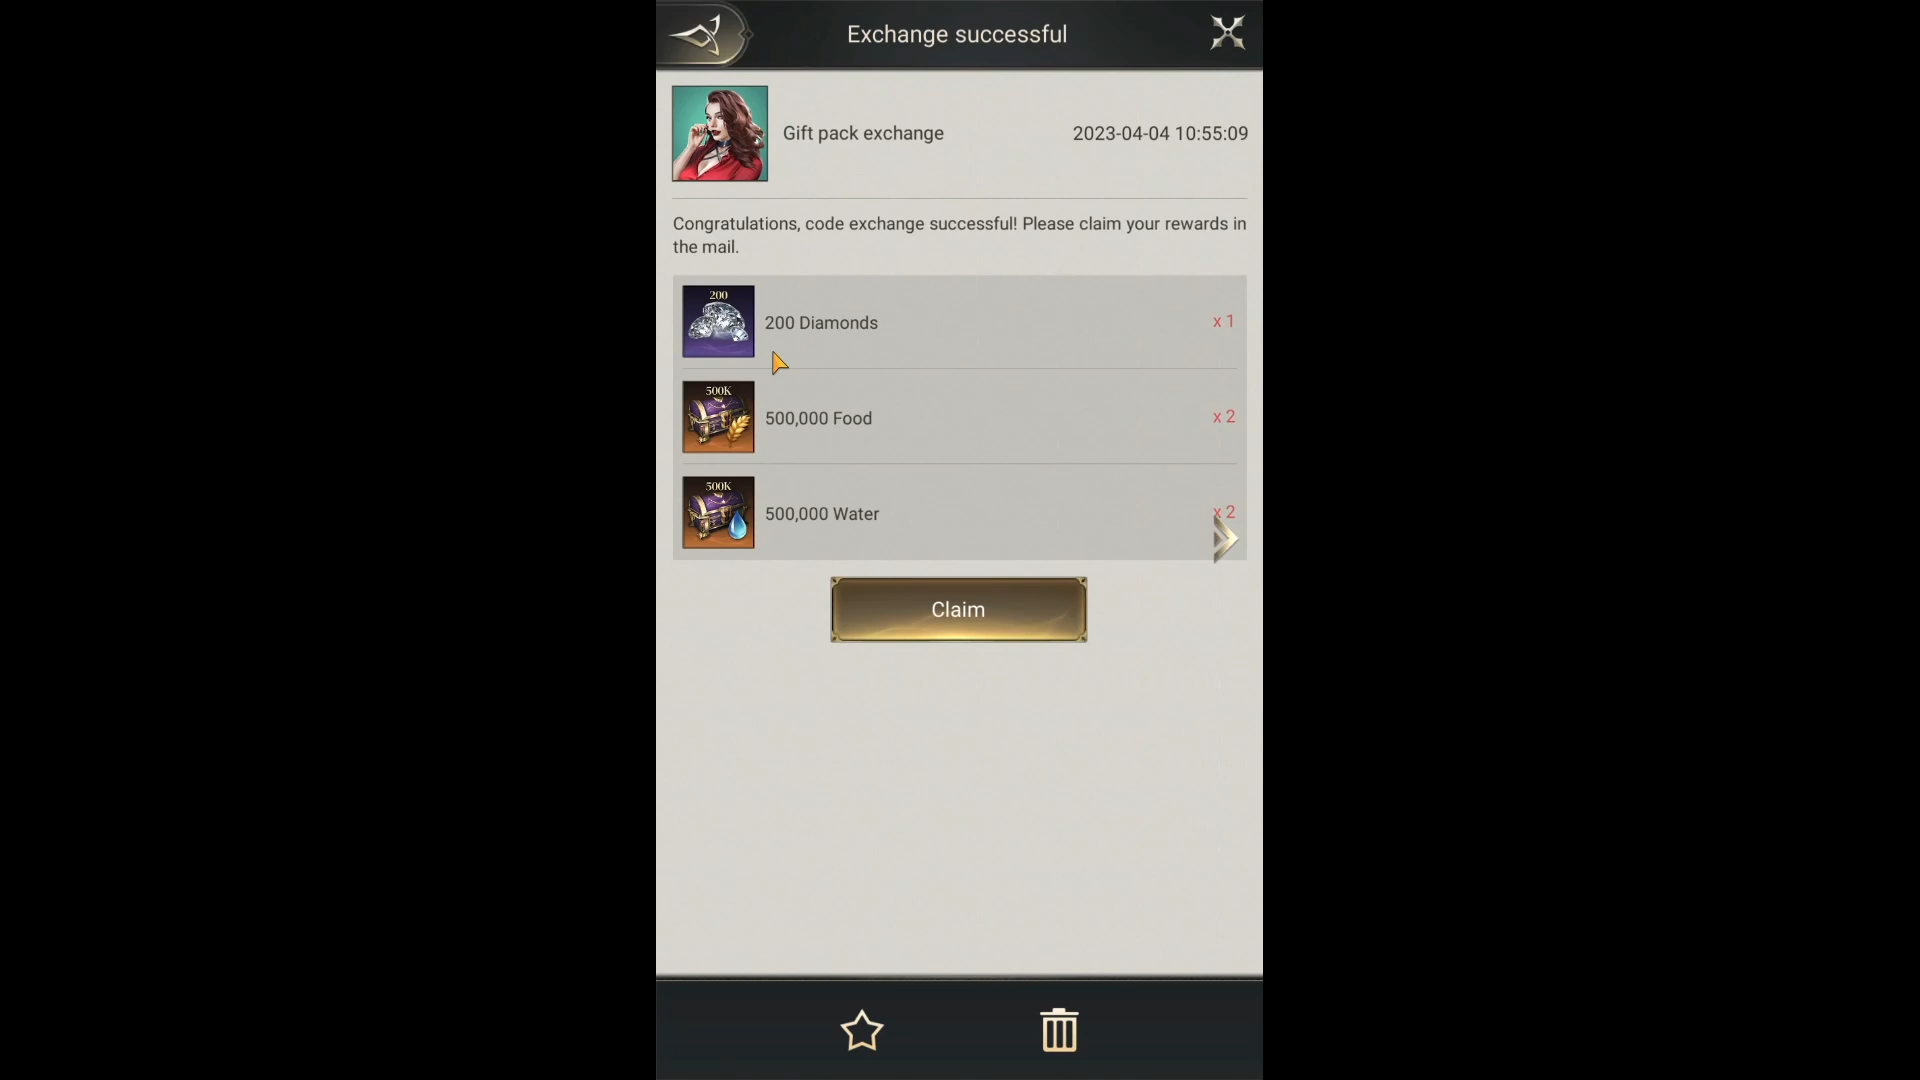 Exchange successful
Gift pack exchange
2023-04-04 10:55:09
Congratulations, code exchange successful! Please claim your rewards in
the mail.
200
200 Diamonds
x 1
500K
500,000 Food
x 2
500K
500,000 Water
x 2
Claim